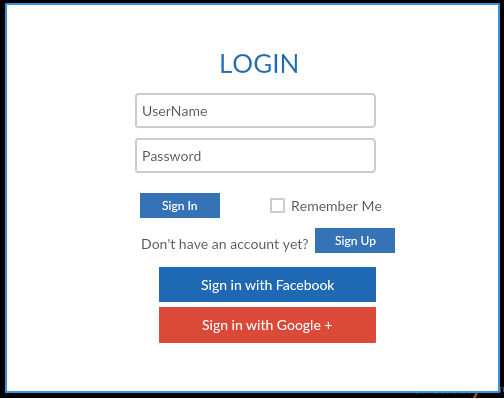 LOGIN
UserName
Password
Sign In
Remember Me
Don't have an account yet?
Sign Up
Sign in with Facebook
Sign in with Google +